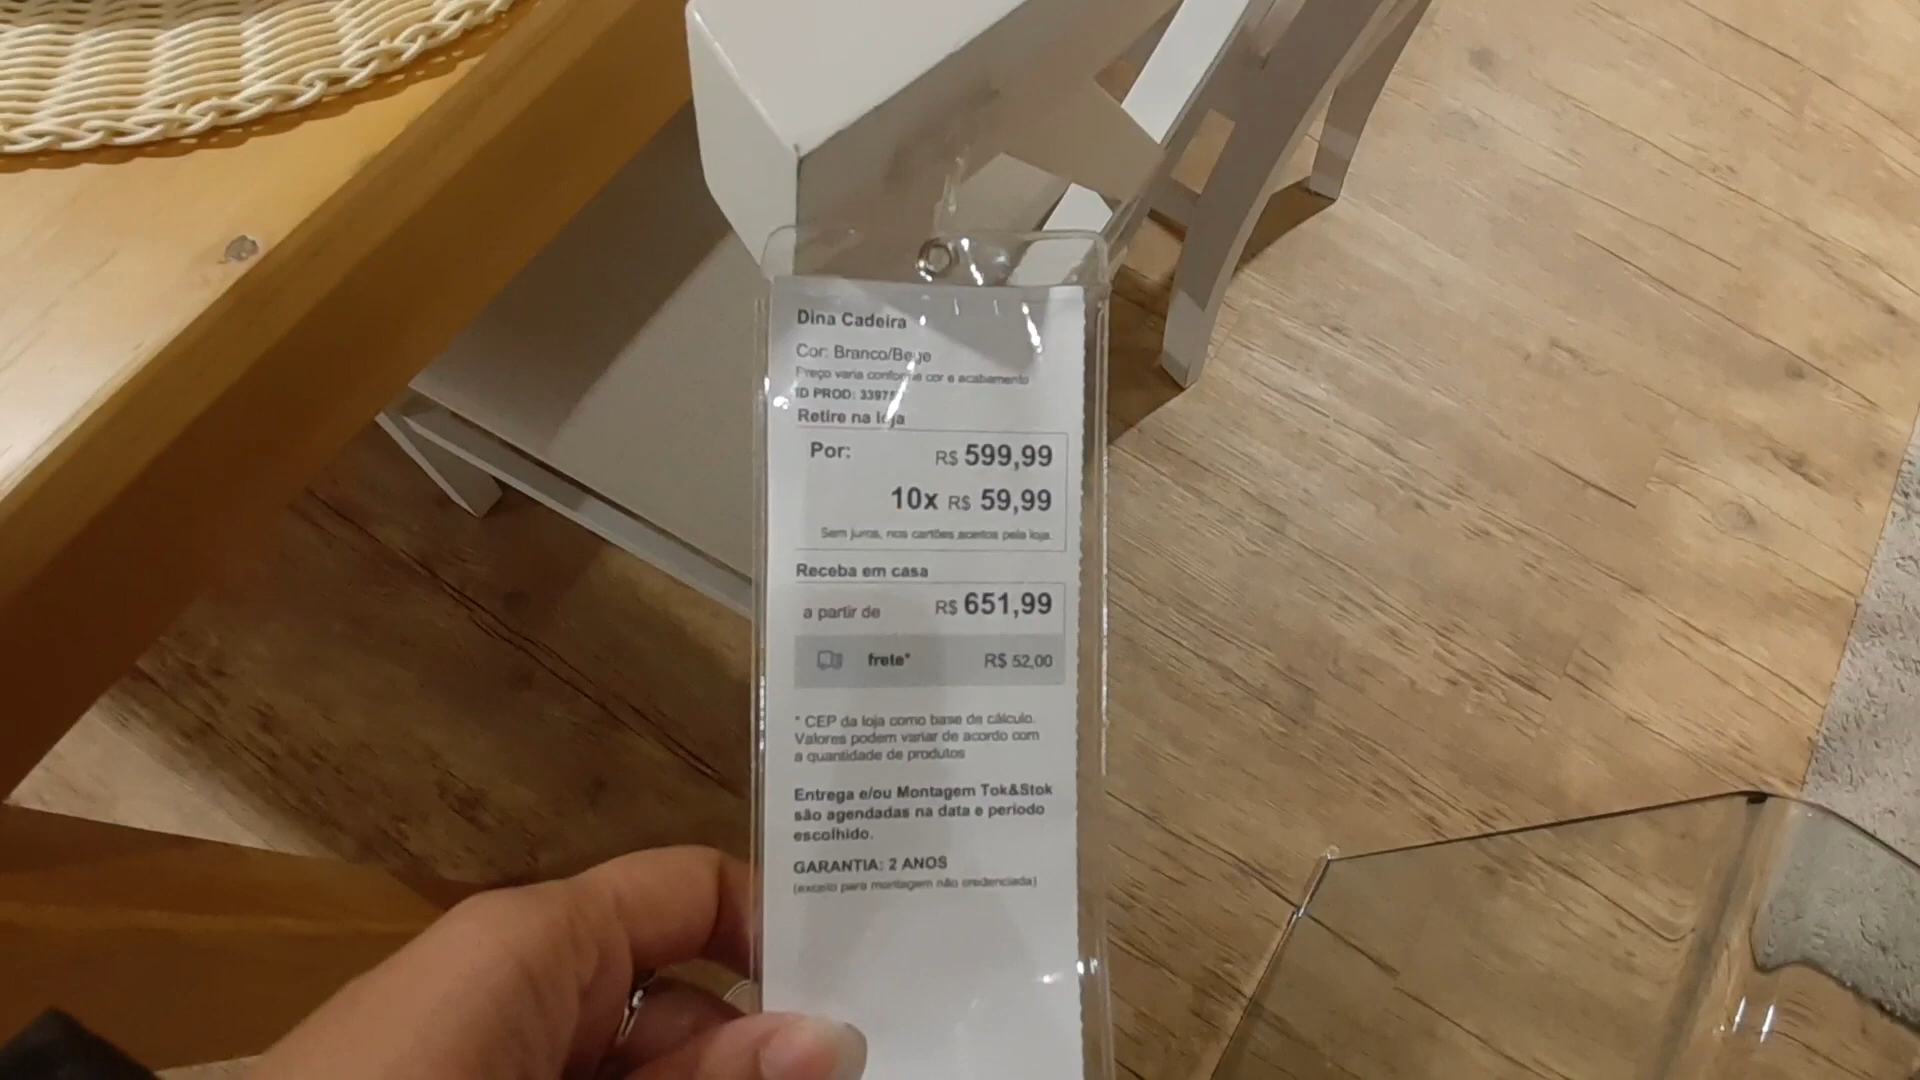 Dina Cadeira
Cor: Branco/Bege
Preço varia conforme cor e acabamento
ID PROD: 3397
Retire na loja
Por: R$ 599,99
10x R$ 59,99
Sem juros, nos cartões aceitos pela loja.
Receba em casa
a partir de R$ 651,99
frete* R$ 52,00
* CEP da loja como base de cálculo.
Valores podem variar de acordo com
a quantidade de produtos
Entrega e/ou Montagem Tok&Stok
são agendadas na data e período
escolhido.
GARANTIA: 2 ANOS
(exceto para montagem não credenciada)